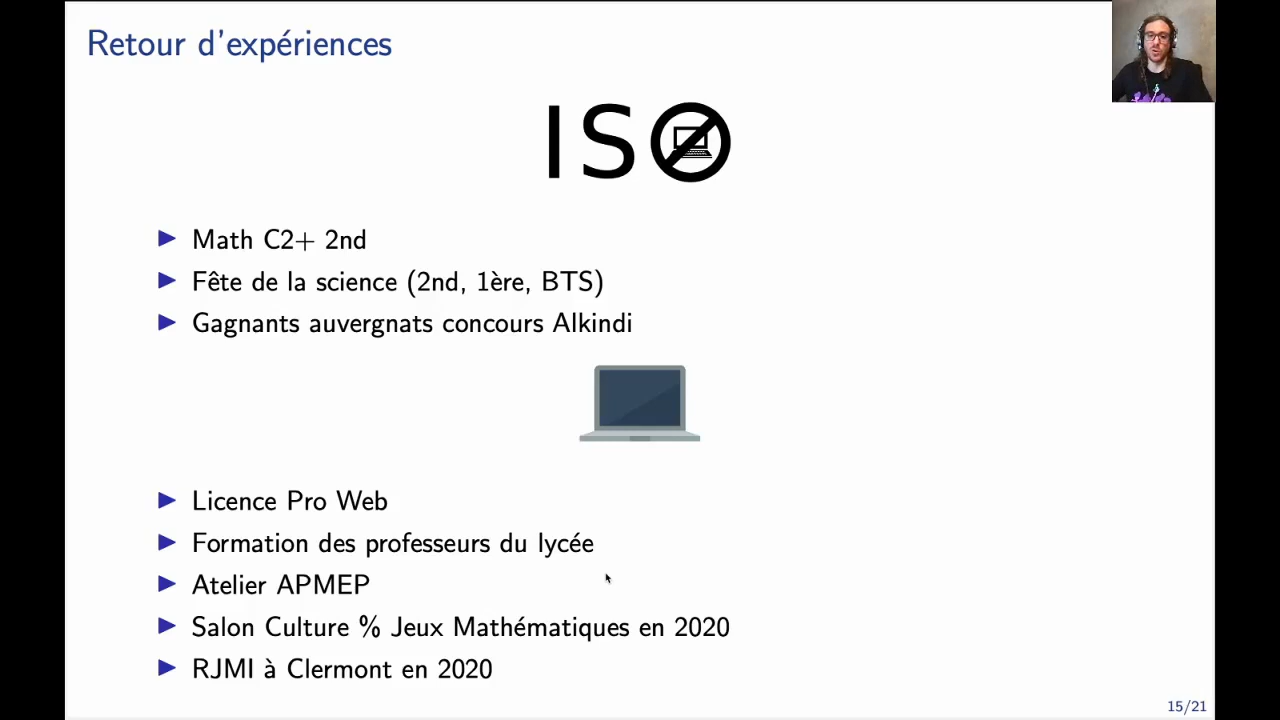 Retour d'expériences
IS
Math C2+ 2nd
Fête de la science (2nd, 1ère, BTS)
Gagnants auvergnats concours Alkindi
Licence Pro Web
Formation des professeurs du lycée
Atelier APMEP
Salon Culture % Jeux Mathématiques en 2020
RJMI à Clermont en 2020
15/21